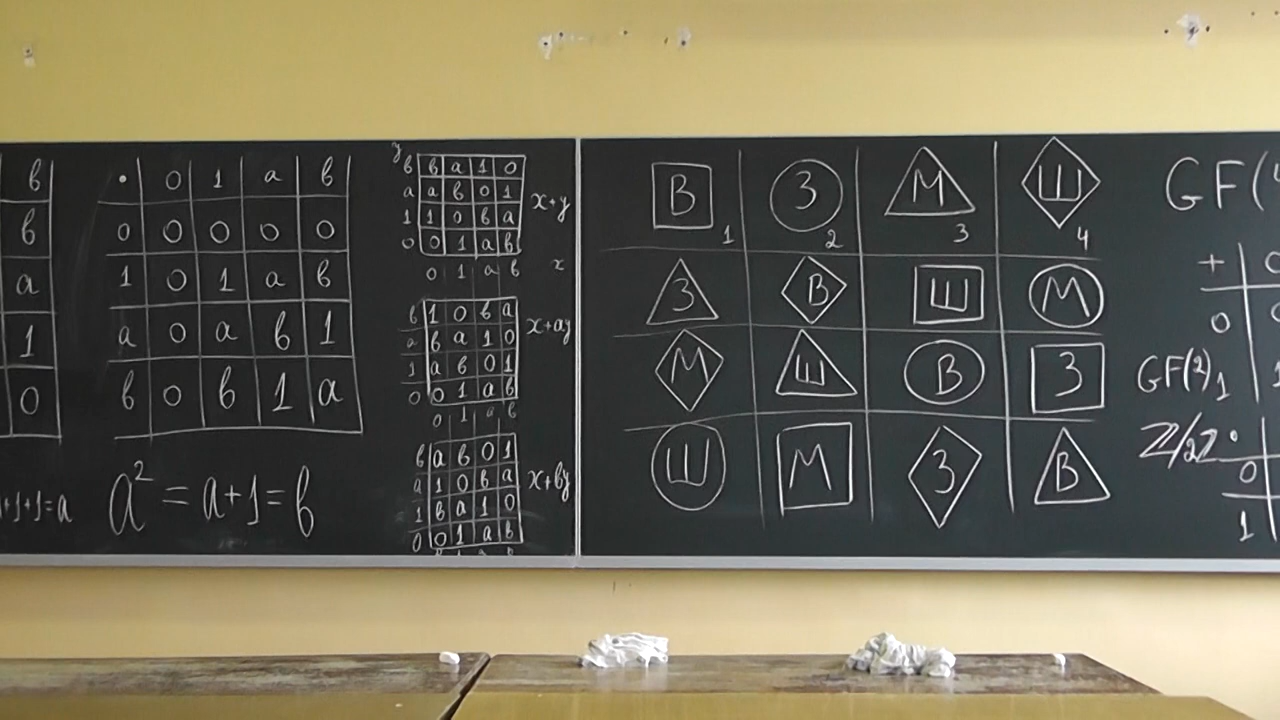 в
в
а
1
0
1+1=а
· 0 1 а в
0 0 0 0 0
1 0 1 а в
а 0 а в 1
в 0 в 1 а
а² = а+1 = в
y
в в а 1 0
а а в 0 1
1 1 0 в а
0 0 1 а в
0 1 а в x
x+y
в 1 0 в а
а в а 1 0
1 а в 0 1
0 0 1 а в
0 1 а в
x+ay
в а в 0 1
а 1 0 в а
1 в а 1 0
0 0 1 а в
x+вy
В 1 З 2 М 3 Ш 4
З В Ш М
М Ш В З
Ш М З В
GF(4
+ 0
0 0
1 1
GF(2)
Z/2Z ·
0
1